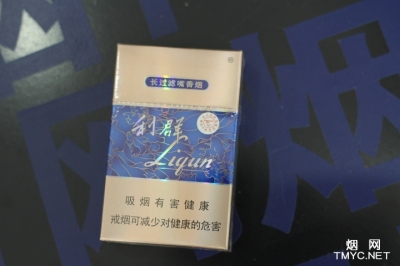 长过滤嘴香烟
®
利群
Liqun
吸烟有害健康
戒烟可减少对健康的危害
烟网
TMYC.NET